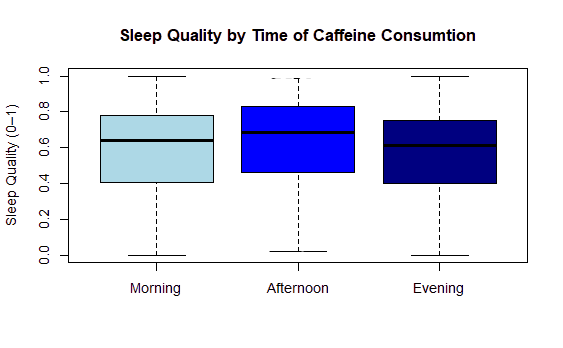 Sleep Quality by Time of Caffeine Consumtion
Sleep Quality (0–1)
1.0
0.8
0.6
0.4
0.2
0.0
Morning Afternoon Evening